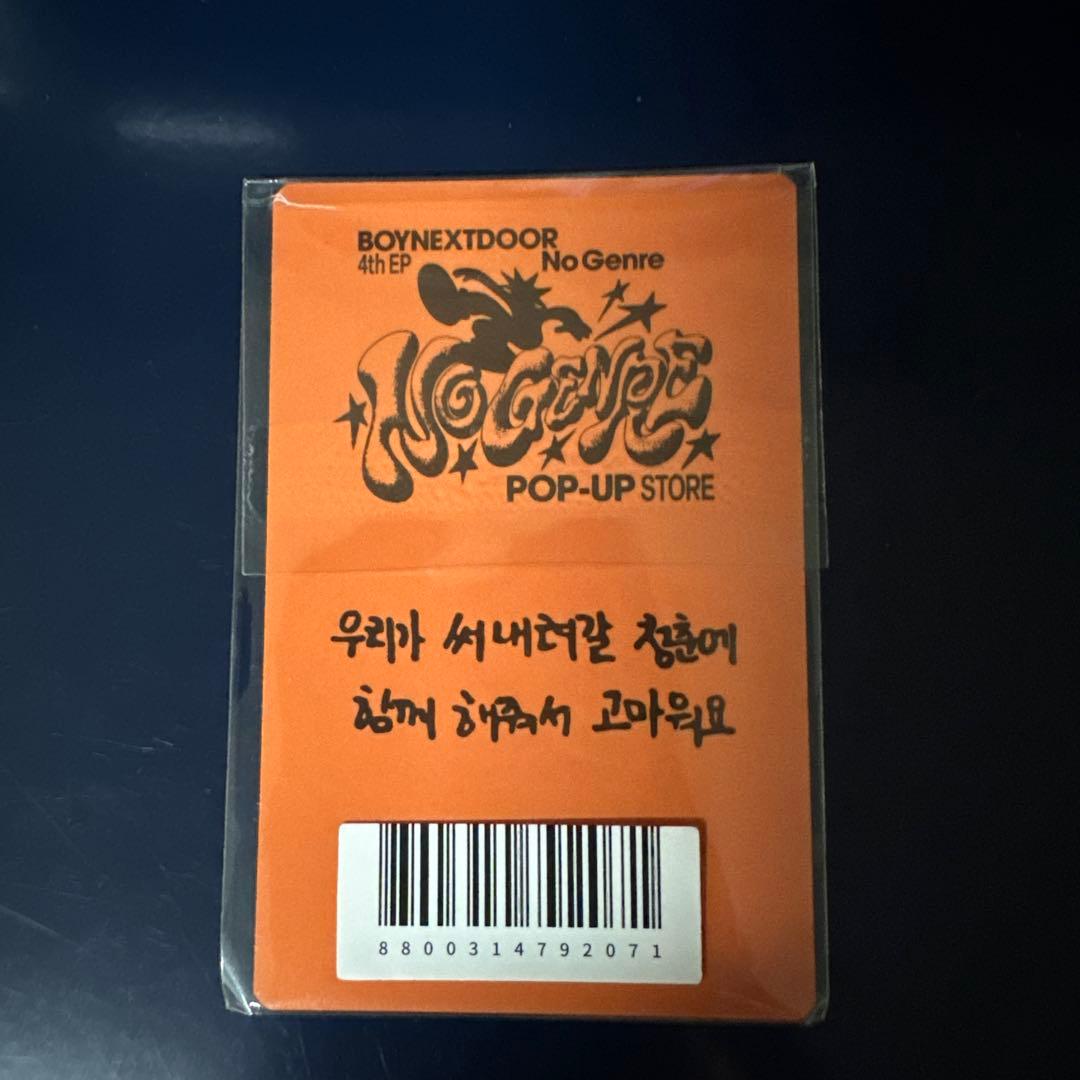 BOYNEXTDOOR
4th EP No Genre
NO GENRE
POP-UP STORE
우리가 써내려갈 청춘에
함께 해줘서 고마워요
8800314792071